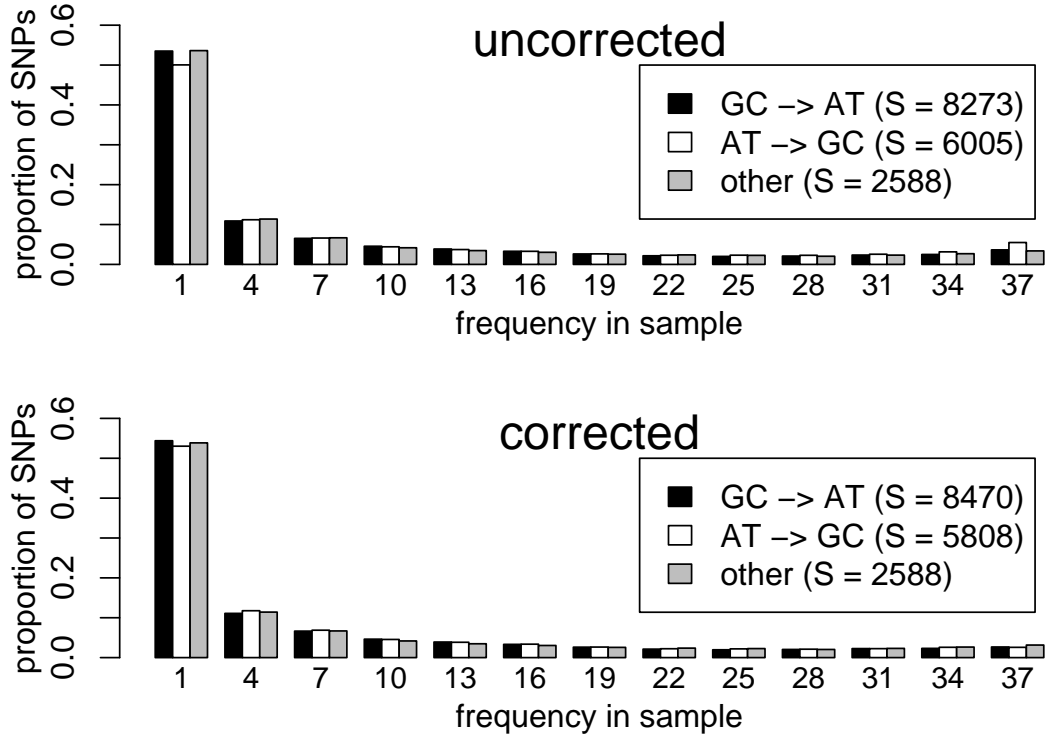 uncorrected
proportion of SNPs
0.0 0.2 0.4 0.6
GC −> AT (S = 8273)
AT −> GC (S = 6005)
other (S = 2588)
1 4 7 10 13 16 19 22 25 28 31 34 37
frequency in sample
corrected
proportion of SNPs
0.0 0.2 0.4 0.6
GC −> AT (S = 8470)
AT −> GC (S = 5808)
other (S = 2588)
1 4 7 10 13 16 19 22 25 28 31 34 37
frequency in sample